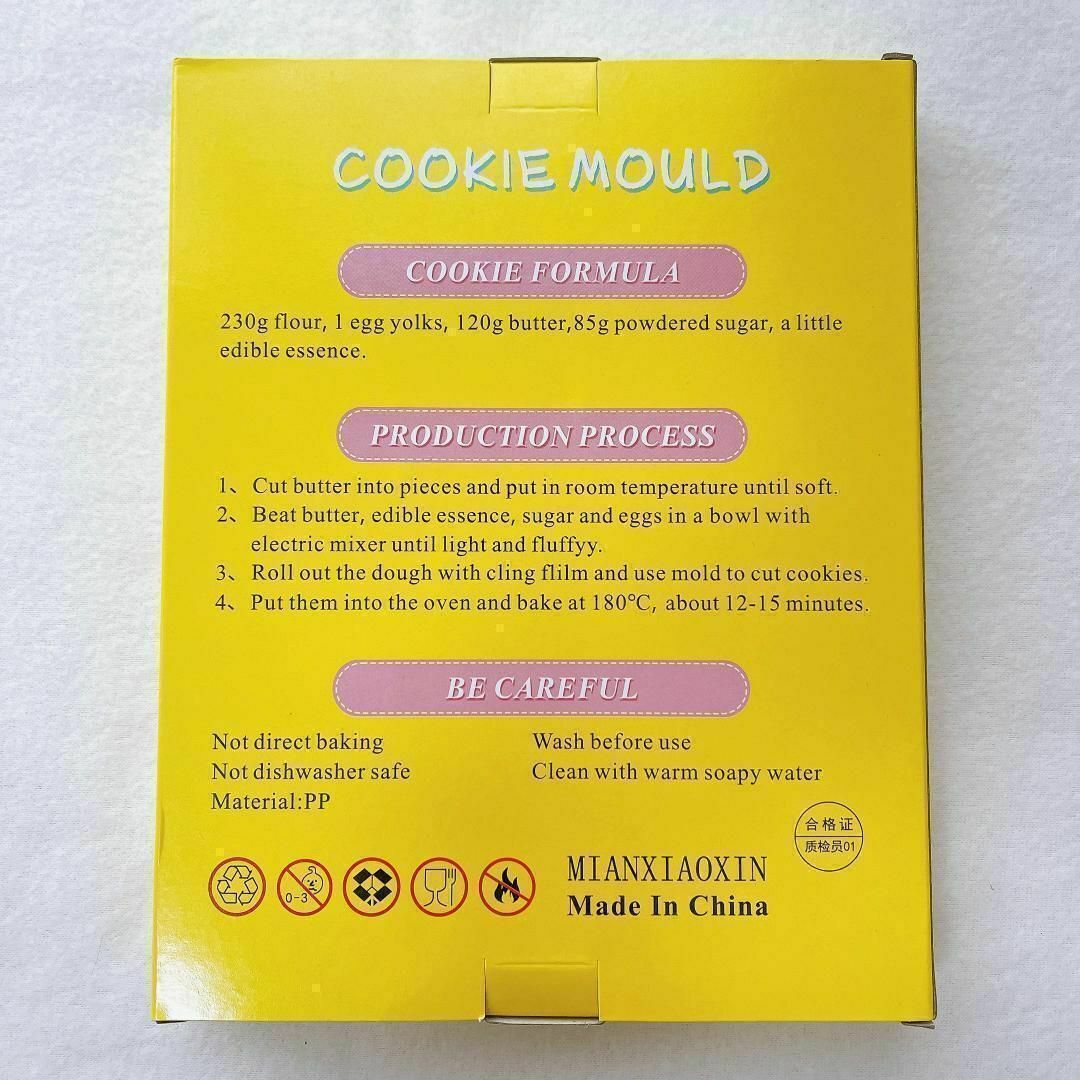 COOKIE MOULD
COOKIE FORMULA
230g flour, 1 egg yolks, 120g butter,85g powdered sugar, a little
edible essence.
PRODUCTION PROCESS
1、 Cut butter into pieces and put in room temperature until soft.
2、 Beat butter, edible essence, sugar and eggs in a bowl with
electric mixer until light and fluffyy.
3、 Roll out the dough with cling flilm and use mold to cut cookies.
4、 Put them into the oven and bake at 180℃, about 12-15 minutes.
BE CAREFUL
Not direct baking
Not dishwasher safe
Material:PP
Wash before use
Clean with warm soapy water
合格证
质检员01
0-3
MIANXIAOXIN
Made In China